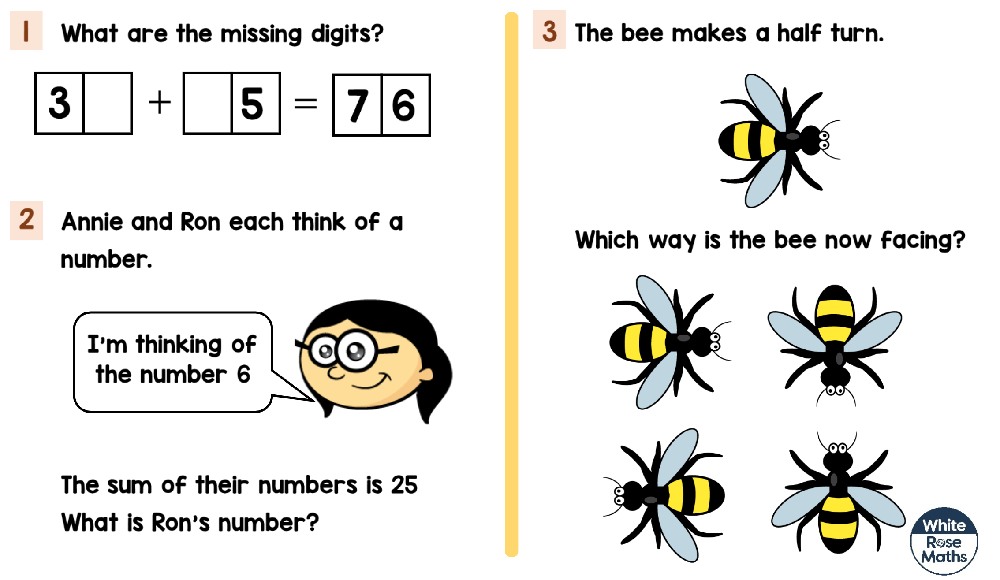 1 What are the missing digits?
3 + 5 = 7 6
2 Annie and Ron each think of a
number.
I'm thinking of
the number 6
The sum of their numbers is 25
What is Ron's number?
3 The bee makes a half turn.
Which way is the bee now facing?
White
Rose
Maths